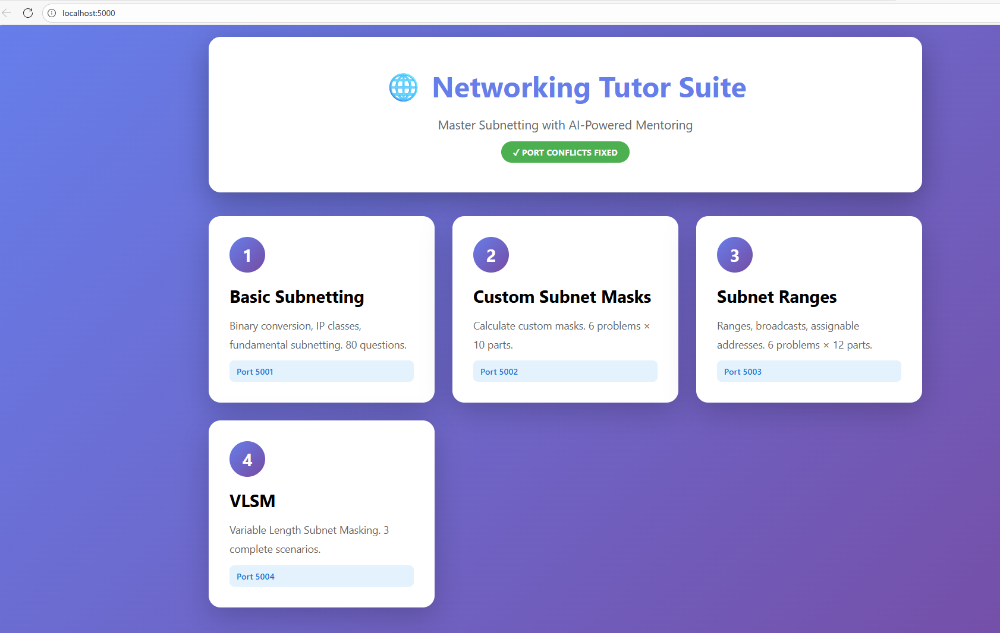 localhost:5000
Networking Tutor Suite
Master Subnetting with AI-Powered Mentoring
✓ PORT CONFLICTS FIXED
1
Basic Subnetting
Binary conversion, IP classes,
fundamental subnetting. 80 questions.
Port 5001
2
Custom Subnet Masks
Calculate custom masks. 6 problems ×
10 parts.
Port 5002
3
Subnet Ranges
Ranges, broadcasts, assignable
addresses. 6 problems × 12 parts.
Port 5003
4
VLSM
Variable Length Subnet Masking. 3
complete scenarios.
Port 5004